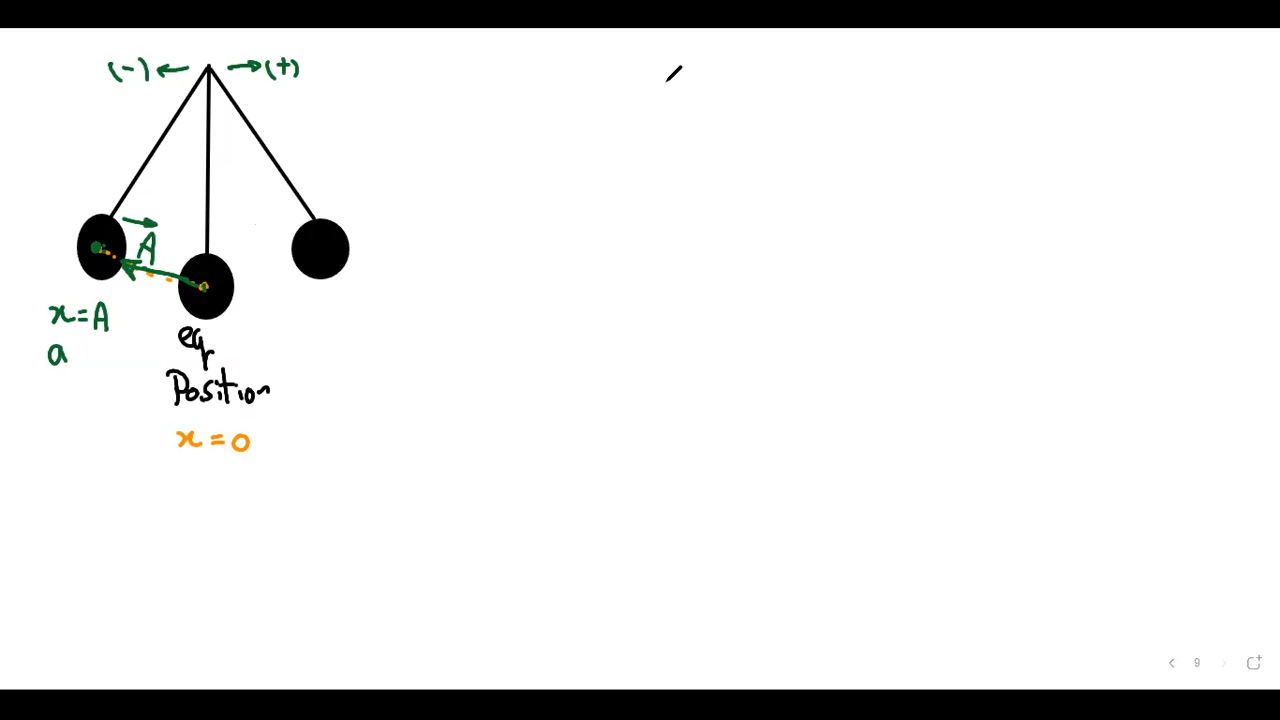 (-) ← → (+)
A
x=A
a
eq
Position
x=0
9